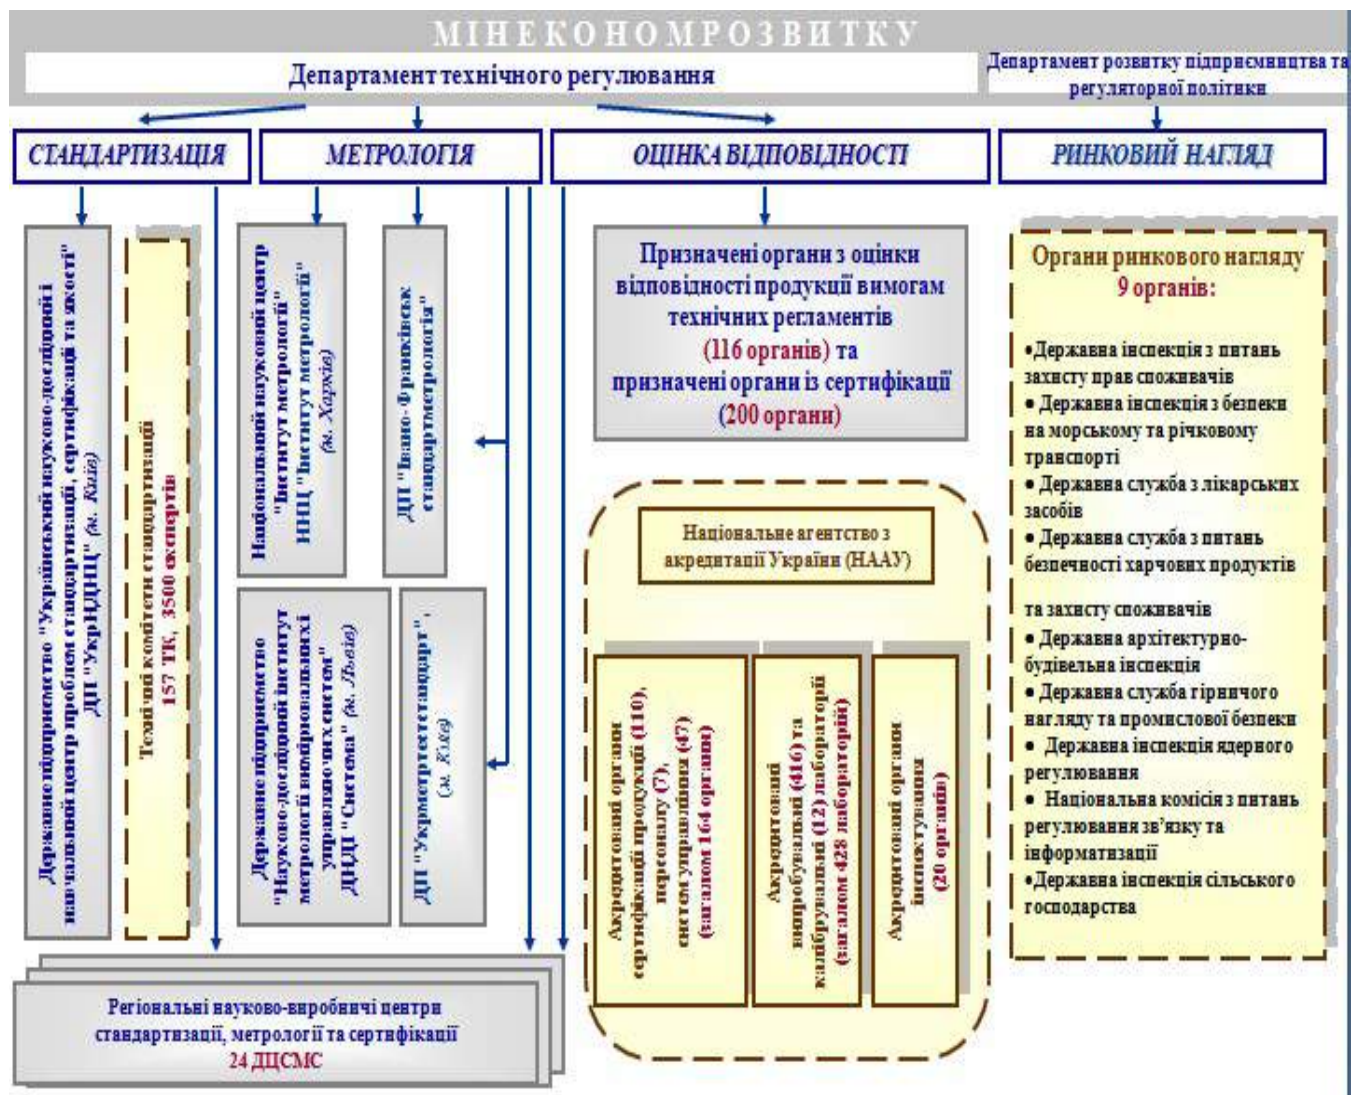 МІНЕКОНОМРОЗВИТКУ
Департамент технічного регулювання
Департамент розвитку підприємництва та
регуляторної політики
СТАНДАРТИЗАЦІЯ
МЕТРОЛОГІЯ
ОЦІНКА ВІДПОВІДНОСТІ
РИНКОВИЙ НАГЛЯД
Державне підприємство "Український науково-дослідний і
навчальний центр проблем стандартизації, сертифікації та якості"
ДП "УкрНДНЦ" (м. Київ)
Технічні комітети стандартизації
157 ТК, 3500 експертів
Національний науковий центр
"Інститут метрології"
ННЦ "Інститут метрології"
(м. Харків)
ДП "Івано-Франківськ
стандартметрологія"
Державне підприємство
"Науково-дослідний інститут
метрології вимірювальних і
управляючих систем"
ДНДІ "Система" (м. Львів)
ДП "Укрметртестстандарт",
(м. Київ)
Регіональні науково-виробничі центри
стандартизації, метрології та сертифікації
24 ДЦСМС
Призначені органи з оцінки
відповідності продукції вимогам
технічних регламентів
(116 органів) та
призначені органи із сертифікації
(200 органи)
Національне агентство з
акредитації України (НААУ)
Акредитовані органи
сертифікації продукції (110),
персоналу (7),
систем управління (47)
(загалом 164 органи)
Акредитовані
випробувальні (416) та
калібрувальні (12) лабораторії
(загалом 428 лабораторій)
Акредитовані органи
інспектування
(20 органів)
Органи ринкового нагляду
9 органів:
•Державна інспекція з питань
захисту прав споживачів
• Державна інспекція з безпеки
на морському та річковому
транспорті
• Державна служба з лікарських
засобів
• Державна служба з питань
безпечності харчових продуктів
та захисту споживачів
• Державна архітектурно-
будівельна інспекція
• Державна служба гірничого
нагляду та промислової безпеки
• Державна інспекція ядерного
регулювання
• Національна комісія з питань
регулювання зв’язку та
інформатизації
•Державна інспекція сільського
господарства